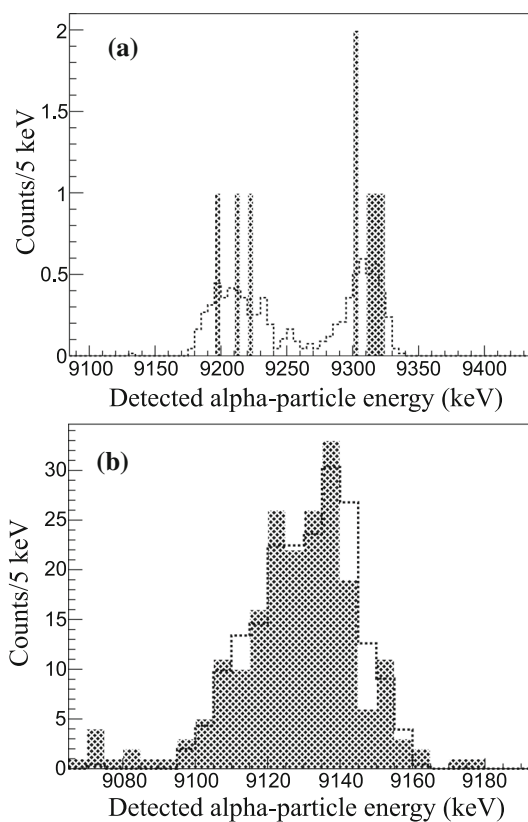 (a)
Counts/5 keV
2
1.5
1
0.5
0
9100 9150 9200 9250 9300 9350 9400
Detected alpha-particle energy (keV)
(b)
Counts/5 keV
30
25
20
15
10
5
0
9080 9100 9120 9140 9160 9180
Detected alpha-particle energy (keV)